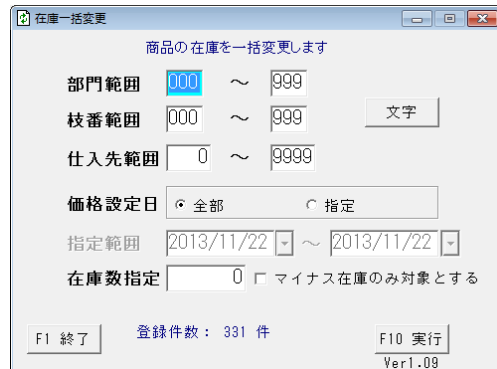 在庫一括変更
商品の在庫を一括変更します
部門範囲 000 ～ 999
文字
枝番範囲 000 ～ 999
仕入先範囲 0 ～ 9999
価格設定日 全部 指定
指定範囲 2013/11/22 ～ 2013/11/22
在庫数指定 0 マイナス在庫のみ対象とする
F1 終了 登録件数： 331 件 F10 実行
Ver1.09